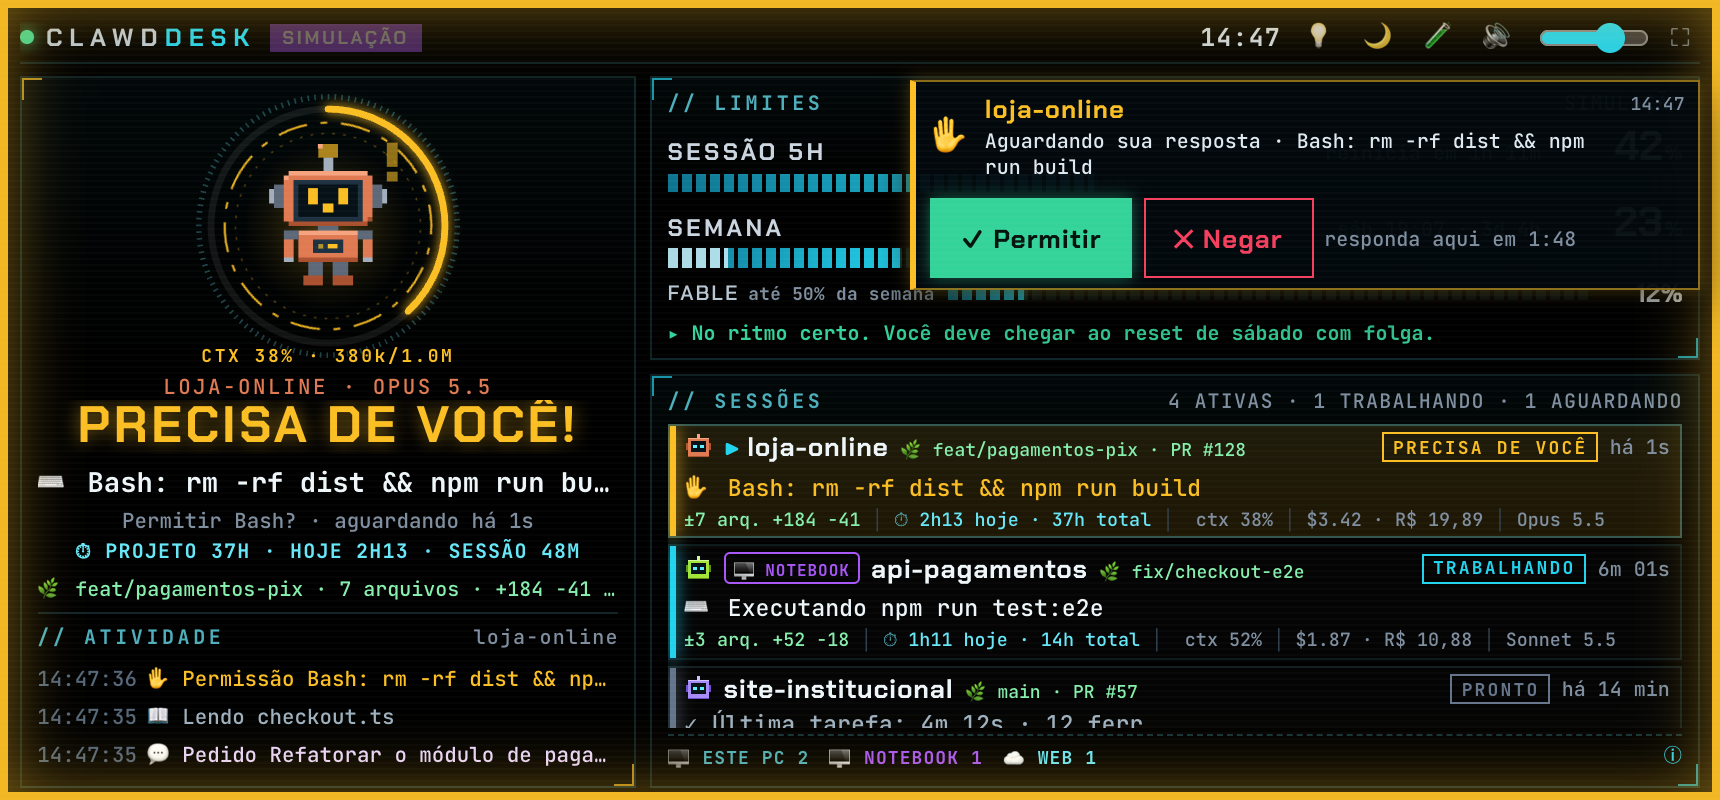 CLAWDDESK SIMULAÇÃO
14:47
CTX 38% · 380k/1.0M
LOJA-ONLINE · OPUS 5.5
PRECISA DE VOCÊ!
Bash: rm -rf dist && npm run bu…
Permitir Bash? · aguardando há 1s
PROJETO 37H · HOJE 2H13 · SESSÃO 48M
feat/pagamentos-pix · 7 arquivos · +184 -41 …
// ATIVIDADE loja-online
14:47:36 Permissão Bash: rm -rf dist && np…
14:47:35 Lendo checkout.ts
14:47:35 Pedido Refatorar o módulo de paga…
// LIMITES
SESSÃO 5H 42%
SEMANA 23%
FABLE até 50% da semana 12%
▸ No ritmo certo. Você deve chegar ao reset de sábado com folga.
loja-online 14:47
Aguardando sua resposta · Bash: rm -rf dist && npm
run build
✓ Permitir ✕ Negar responda aqui em 1:48
// SESSÕES 4 ATIVAS · 1 TRABALHANDO · 1 AGUARDANDO
loja-online feat/pagamentos-pix · PR #128 PRECISA DE VOCÊ há 1s
Bash: rm -rf dist && npm run build
±7 arq. +184 -41 2h13 hoje · 37h total ctx 38% $3.42 · R$ 19,89 Opus 5.5
NOTEBOOK api-pagamentos fix/checkout-e2e TRABALHANDO 6m 01s
Executando npm run test:e2e
±3 arq. +52 -18 1h11 hoje · 14h total ctx 52% $1.87 · R$ 10,88 Sonnet 5.5
site-institucional main · PR #57 PRONTO há 14 min
✓ Última tarefa: 4m 12s · 12 ferr
ESTE PC 2 NOTEBOOK 1 WEB 1